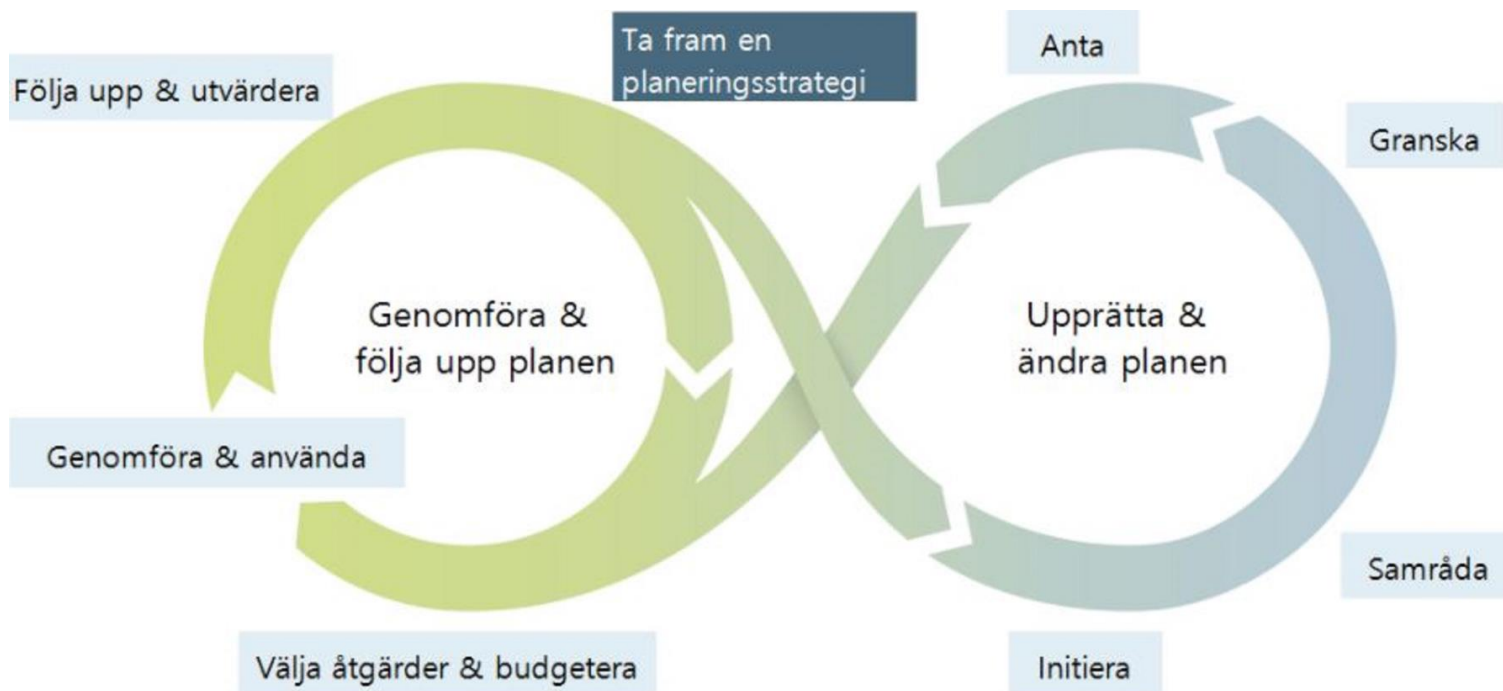 Ta fram en
planeringsstrategi
Anta
Följa upp & utvärdera
Granska
Genomföra &
följa upp planen
Upprätta &
ändra planen
Genomföra & använda
Samråda
Välja åtgärder & budgetera
Initiera